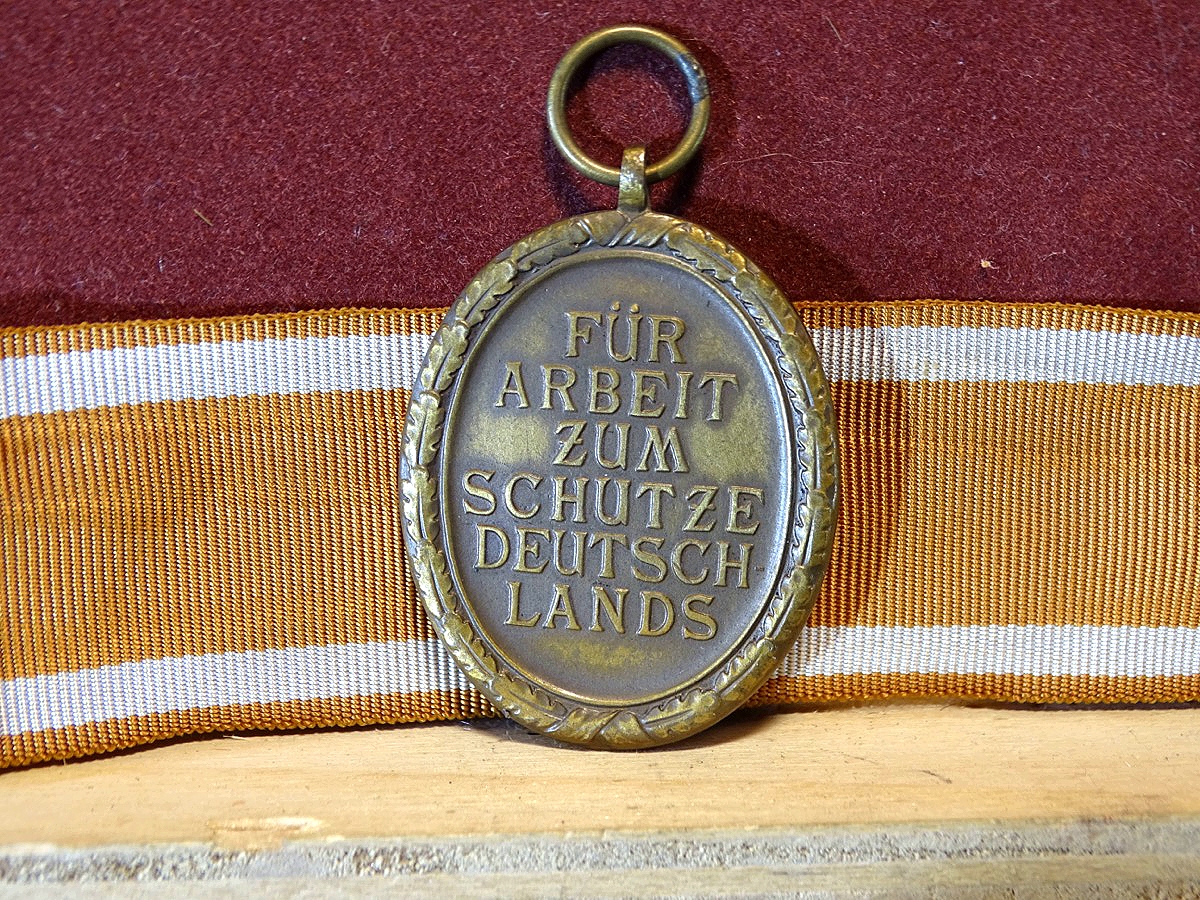 FÜR
ARBEIT
ZUM
SCHUTZE
DEUTSCH-
LANDS